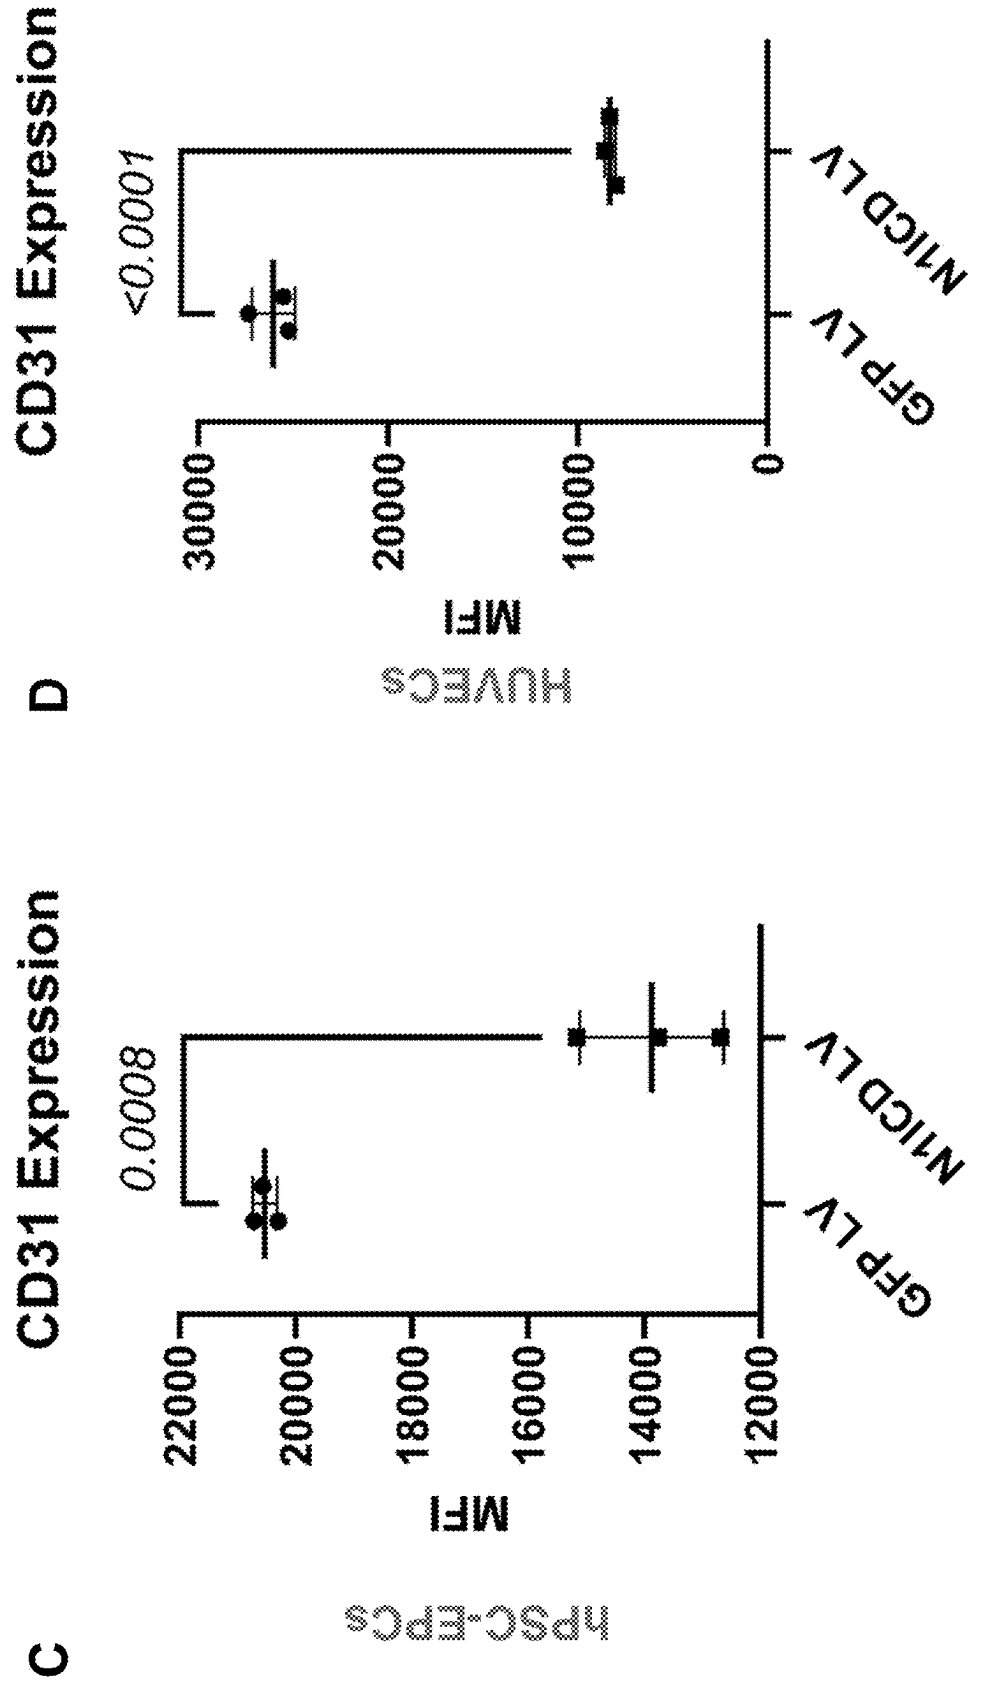 C
CD31 Expression
hPSC-EPCs
MFI
22000
20000
18000
16000
14000
12000
0.0008
GFP LV
N1ICD LV
D
CD31 Expression
HUVECs
MFI
30000
20000
10000
0
<0.0001
GFP LV
N1ICD LV